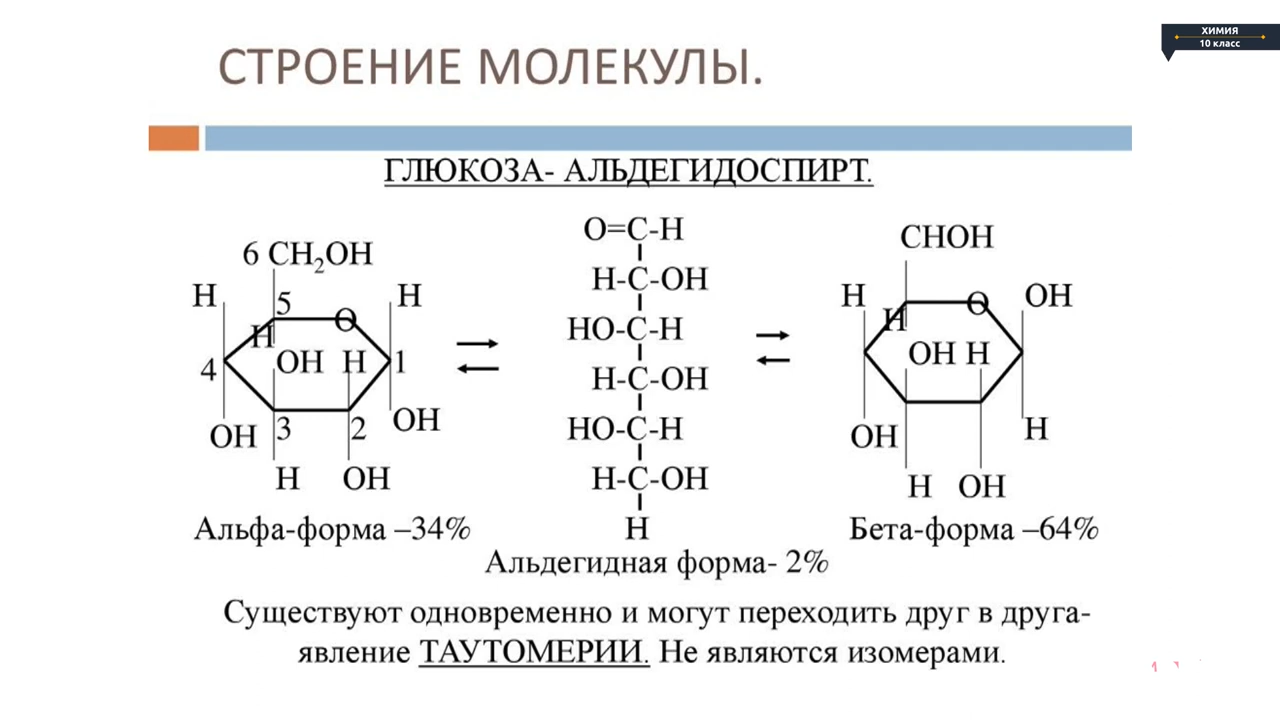 ХИМИЯ
10 класс
СТРОЕНИЕ МОЛЕКУЛЫ.
ГЛЮКОЗА- АЛЬДЕГИДОСПИРТ.
6 CH₂OH
H H
5 O
H
4 OH H 1
OH 3 2 OH
H OH
Альфа-форма –34%
O=C-H
H-C-OH
HO-C-H
H-C-OH
HO-C-H
H-C-OH
H
Альдегидная форма- 2%
CHOH
H O OH
H
OH H
OH H
H OH
Бета-форма –64%
Существуют одновременно и могут переходить друг в друга-
явление ТАУТОМЕРИИ. Не являются изомерами.